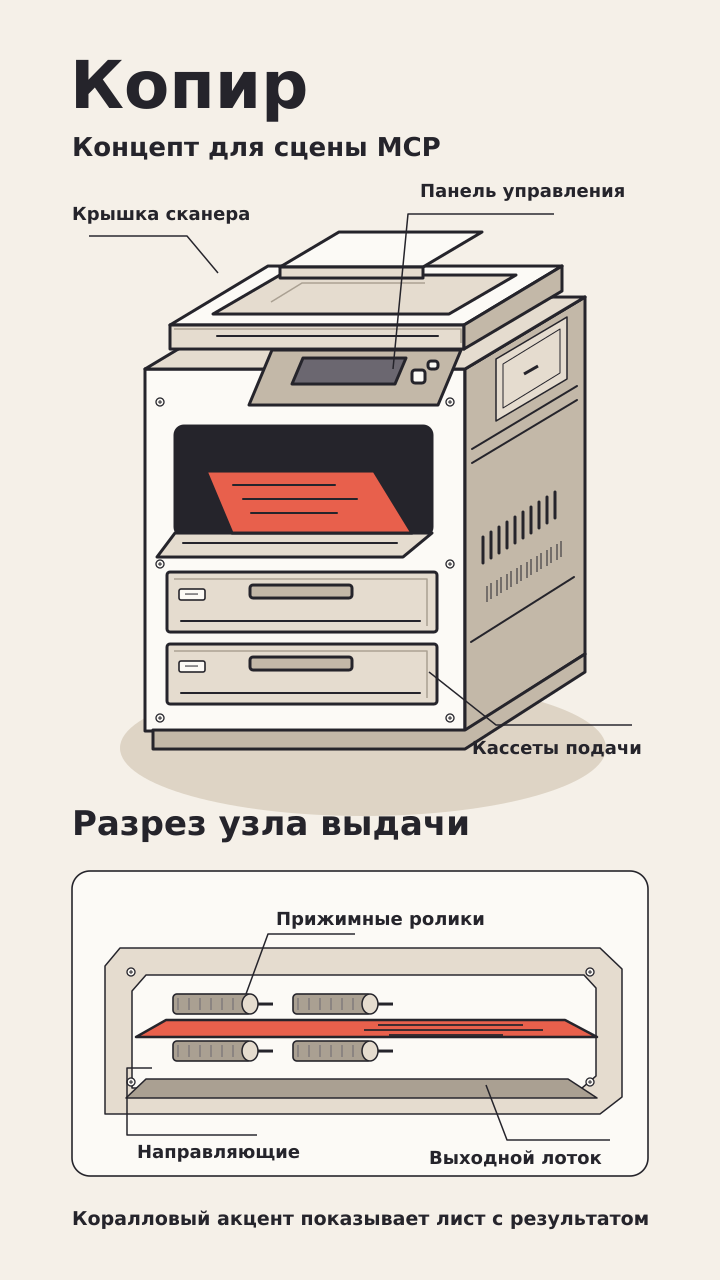 Копир
Концепт для сцены MCP
Панель управления
Крышка сканера
Кассеты подачи
Разрез узла выдачи
Прижимные ролики
Направляющие
Выходной лоток
Коралловый акцент показывает лист с результатом